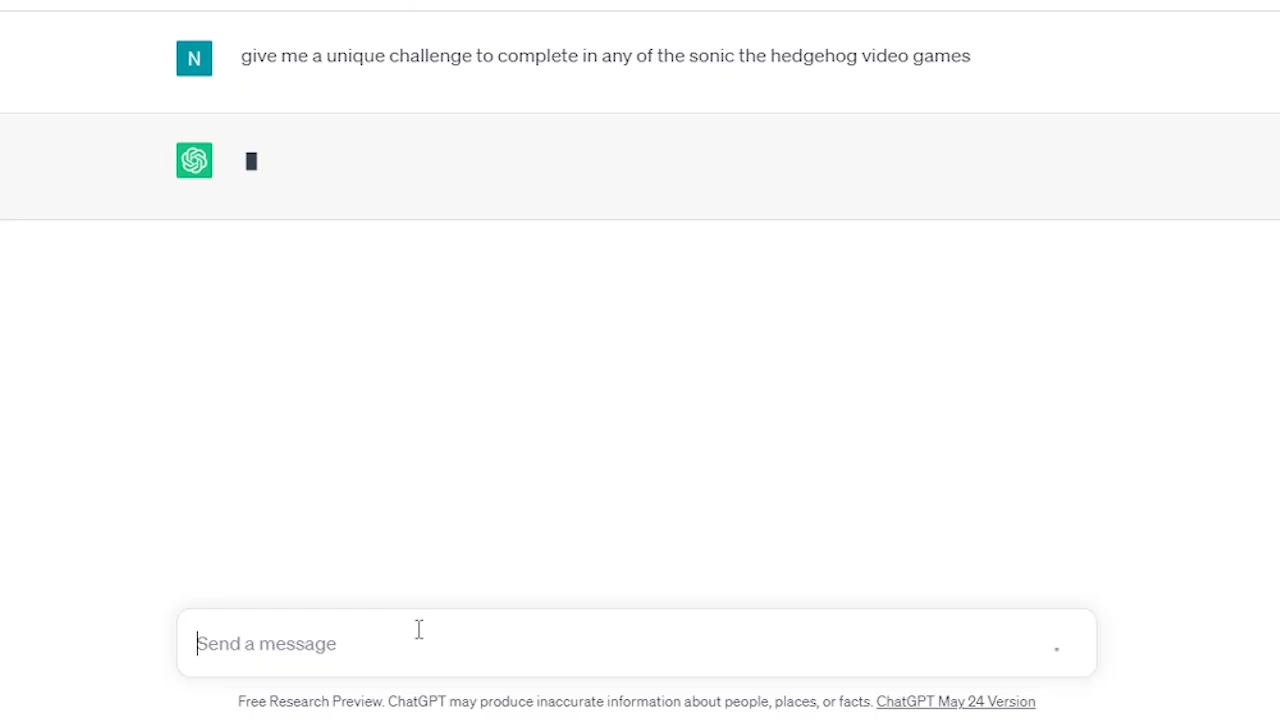 N
give me a unique challenge to complete in any of the sonic the hedgehog video games
Send a message
Free Research Preview. ChatGPT may produce inaccurate information about people, places, or facts. ChatGPT May 24 Version